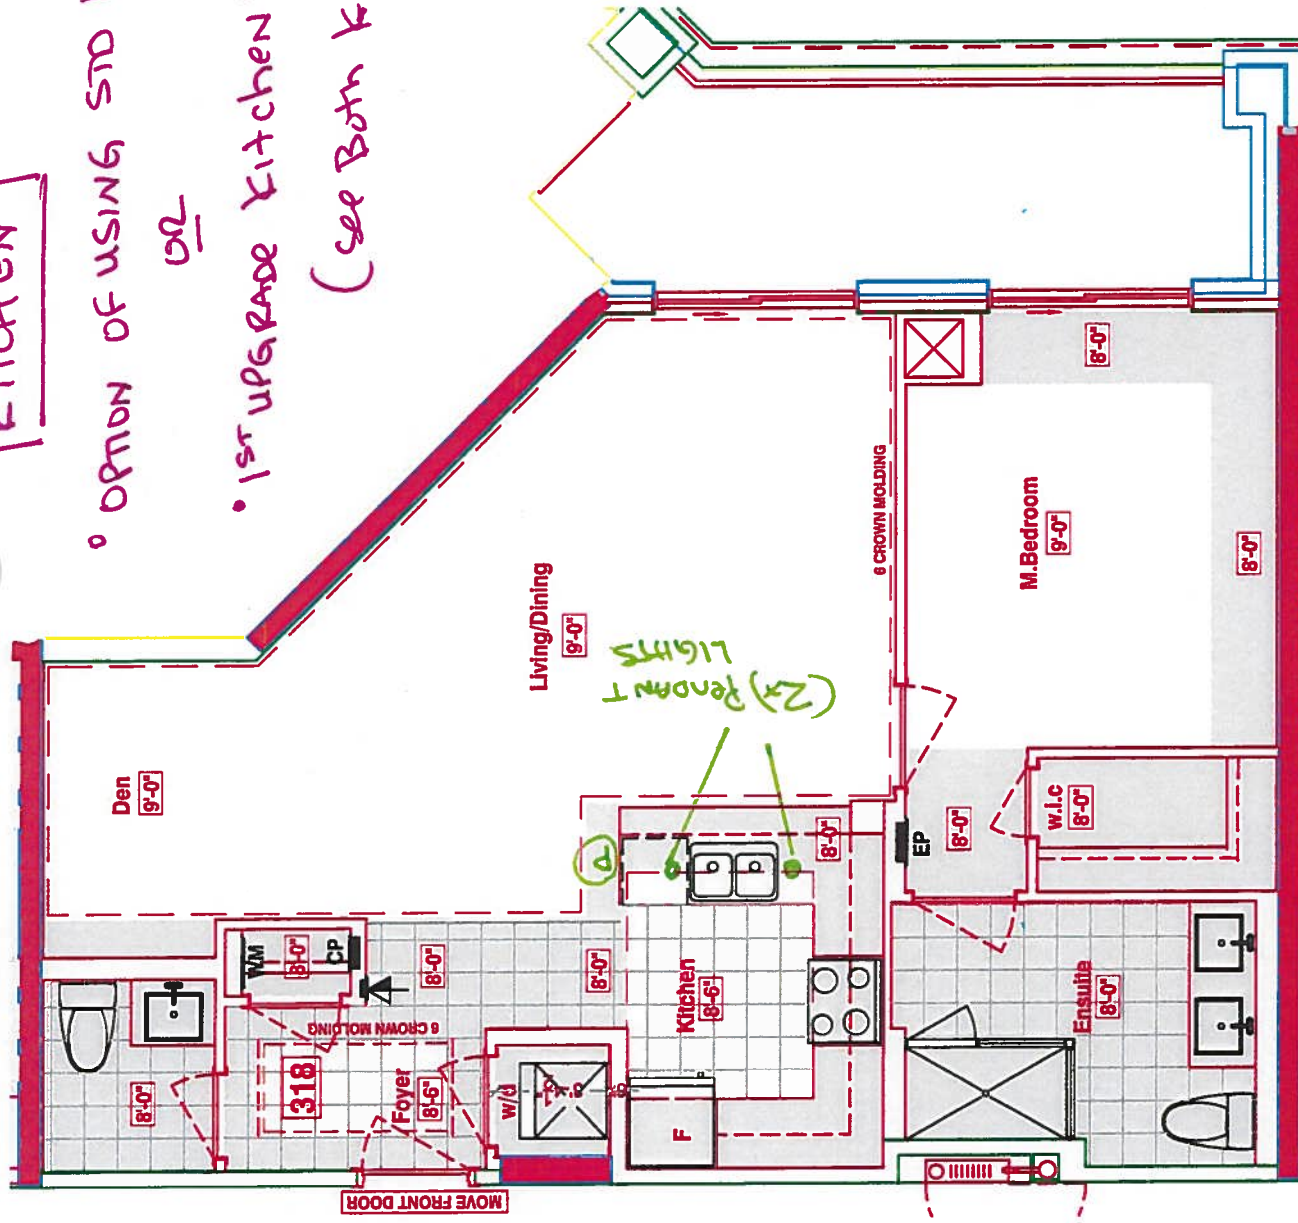 KITCHEN
• OPTION OF USING STD
OR
• 1ST UPGRADE Kitchen
(See Both K
Den
9'-0"
Living/Dining
9'-0"
(2x) Pendant
LIGHTS
6 CROWN MOLDING
M.Bedroom
9'-0"
8'-0"
8'-0"
8'-0"
w.i.c
8'-0"
EP
8'-0"
WM
8'-0"
CP
8'-0"
8'-0"
Kitchen
8'-6"
Ensuite
8'-0"
6 CROWN MOLDING
318
Foyer
8'-6"
8'-0"
w/d
F
MOVE FRONT DOOR